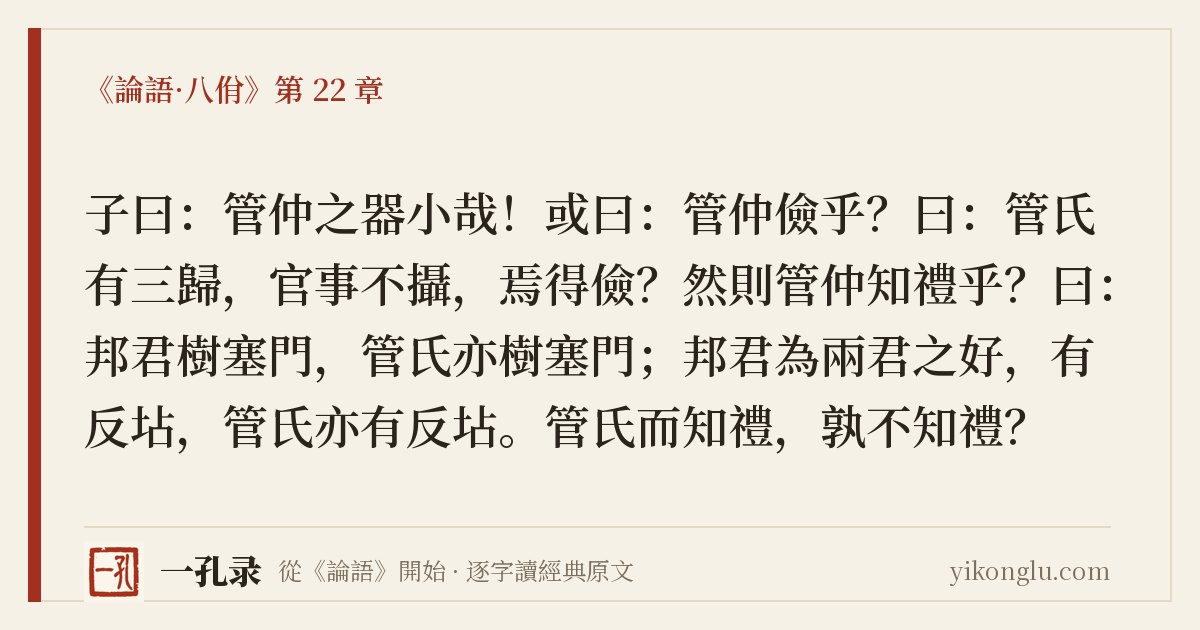 《論語·八佾》第 22 章
子曰：管仲之器小哉！或曰：管仲儉乎？曰：管氏
有三歸，官事不攝，焉得儉？然則管仲知禮乎？曰：
邦君樹塞門，管氏亦樹塞門；邦君為兩君之好，有
反坫，管氏亦有反坫。管氏而知禮，孰不知禮？
一孔
一孔录 從《論語》開始 · 逐字讀經典原文 yikonglu.com